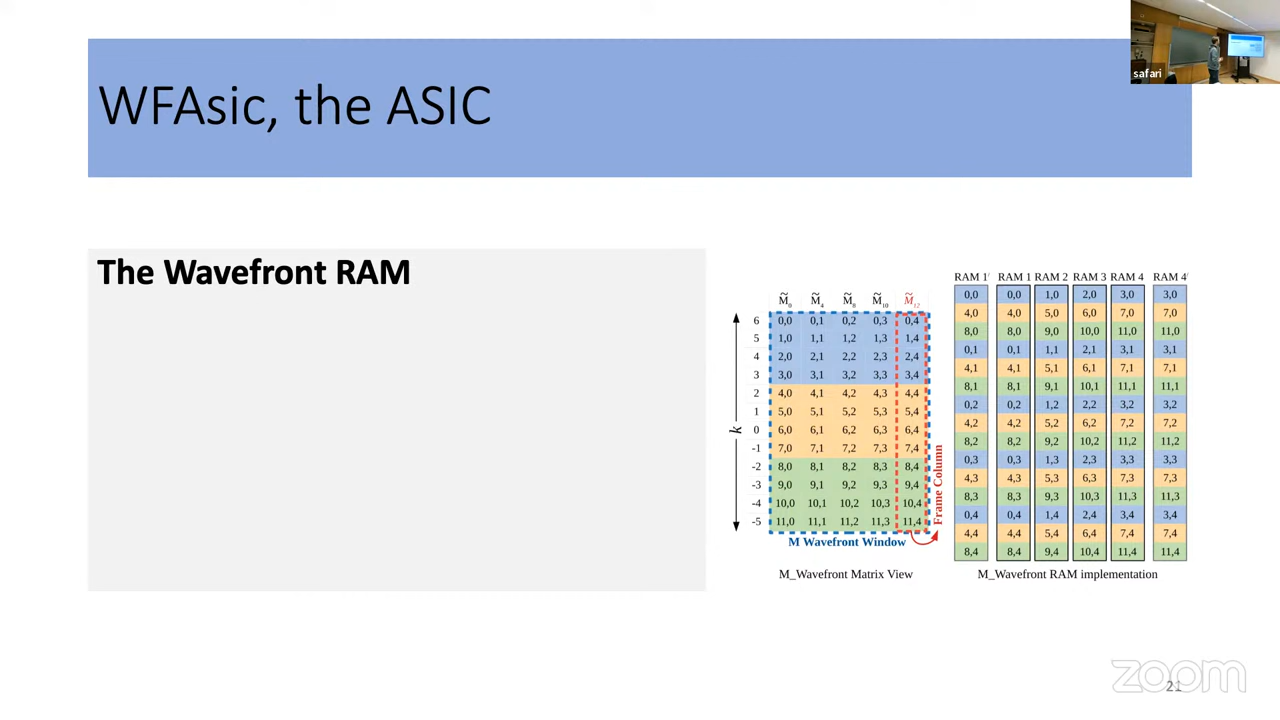 safari
WFAsic, the ASIC
The Wavefront RAM
M̃0 M̃4 M̃8 M̃10 M̃12
6 0,0 0,1 0,2 0,3 0,4
5 1,0 1,1 1,2 1,3 1,4
4 2,0 2,1 2,2 2,3 2,4
3 3,0 3,1 3,2 3,3 3,4
2 4,0 4,1 4,2 4,3 4,4
1 5,0 5,1 5,2 5,3 5,4
0 6,0 6,1 6,2 6,3 6,4
-1 7,0 7,1 7,2 7,3 7,4
-2 8,0 8,1 8,2 8,3 8,4
-3 9,0 9,1 9,2 9,3 9,4
-4 10,0 10,1 10,2 10,3 10,4
-5 11,0 11,1 11,2 11,3 11,4
k
Frame Column
M Wavefront Window
M_Wavefront Matrix View
RAM 1' RAM 1 RAM 2 RAM 3 RAM 4 RAM 4'
0,0 0,0 1,0 2,0 3,0 3,0
4,0 4,0 5,0 6,0 7,0 7,0
8,0 8,0 9,0 10,0 11,0 11,0
0,1 0,1 1,1 2,1 3,1 3,1
4,1 4,1 5,1 6,1 7,1 7,1
8,1 8,1 9,1 10,1 11,1 11,1
0,2 0,2 1,2 2,2 3,2 3,2
4,2 4,2 5,2 6,2 7,2 7,2
8,2 8,2 9,2 10,2 11,2 11,2
0,3 0,3 1,3 2,3 3,3 3,3
4,3 4,3 5,3 6,3 7,3 7,3
8,3 8,3 9,3 10,3 11,3 11,3
0,4 0,4 1,4 2,4 3,4 3,4
4,4 4,4 5,4 6,4 7,4 7,4
8,4 8,4 9,4 10,4 11,4 11,4
M_Wavefront RAM implementation
zoom
21